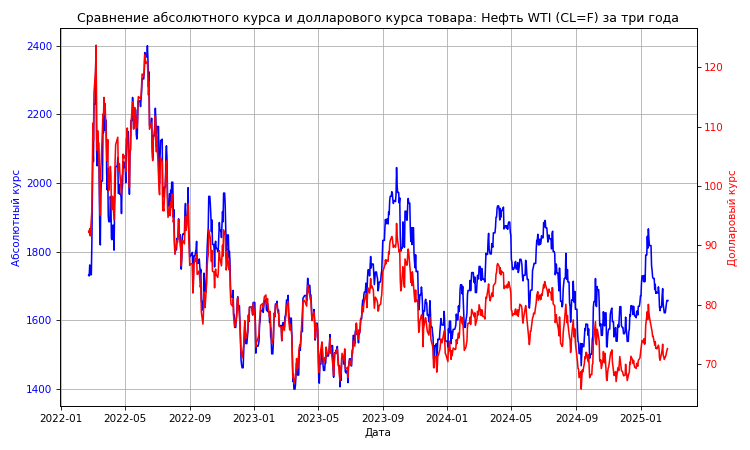 Сравнение абсолютного курса и долларового курса товара: Нефть WTI (CL=F) за три года
2400
2200
2000
1800
1600
1400
Абсолютный курс
120
110
100
90
80
70
Долларовый курс
2022-01 2022-05 2022-09 2023-01 2023-05 2023-09 2024-01 2024-05 2024-09 2025-01
Дата